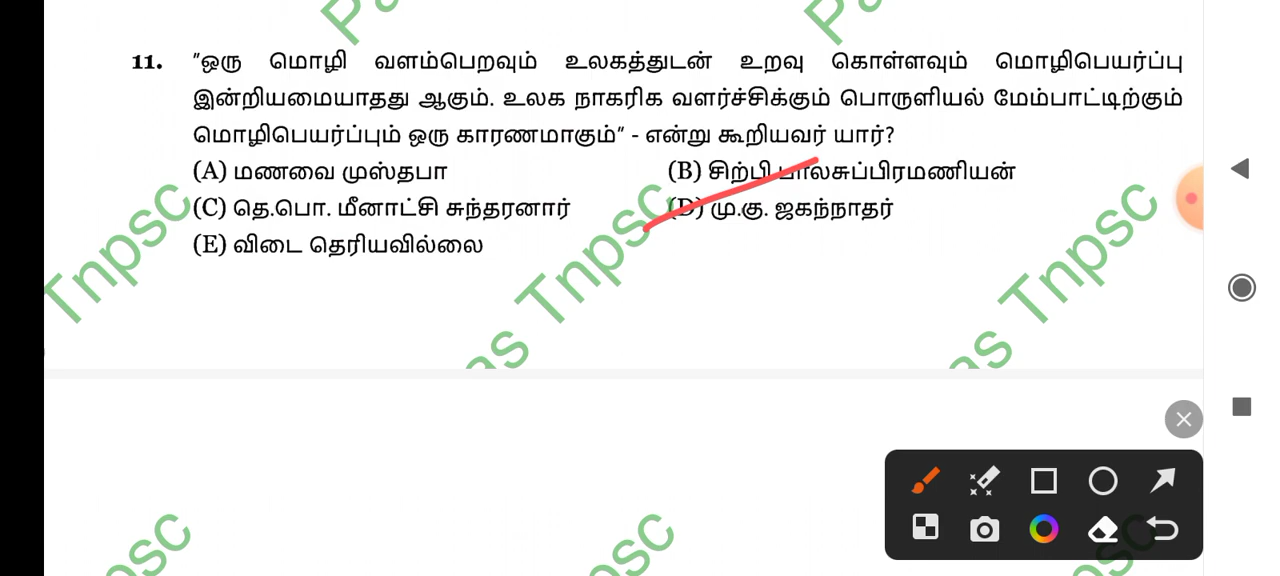 11. "ஒரு மொழி வளம்பெறவும் உலகத்துடன் உறவு கொள்ளவும் மொழிபெயர்ப்பு
இன்றியமையாதது ஆகும். உலக நாகரிக வளர்ச்சிக்கும் பொருளியல் மேம்பாட்டிற்கும்
மொழிபெயர்ப்பும் ஒரு காரணமாகும்" - என்று கூறியவர் யார்?
(A) மணவை முஸ்தபா (B) சிற்பி பாலசுப்பிரமணியன்
(C) தெ.பொ. மீனாட்சி சுந்தரனார் (D) மு.கு. ஜகந்நாதர்
(E) விடை தெரியவில்லை
Tnpsc
Tnpsc
as Tnpsc